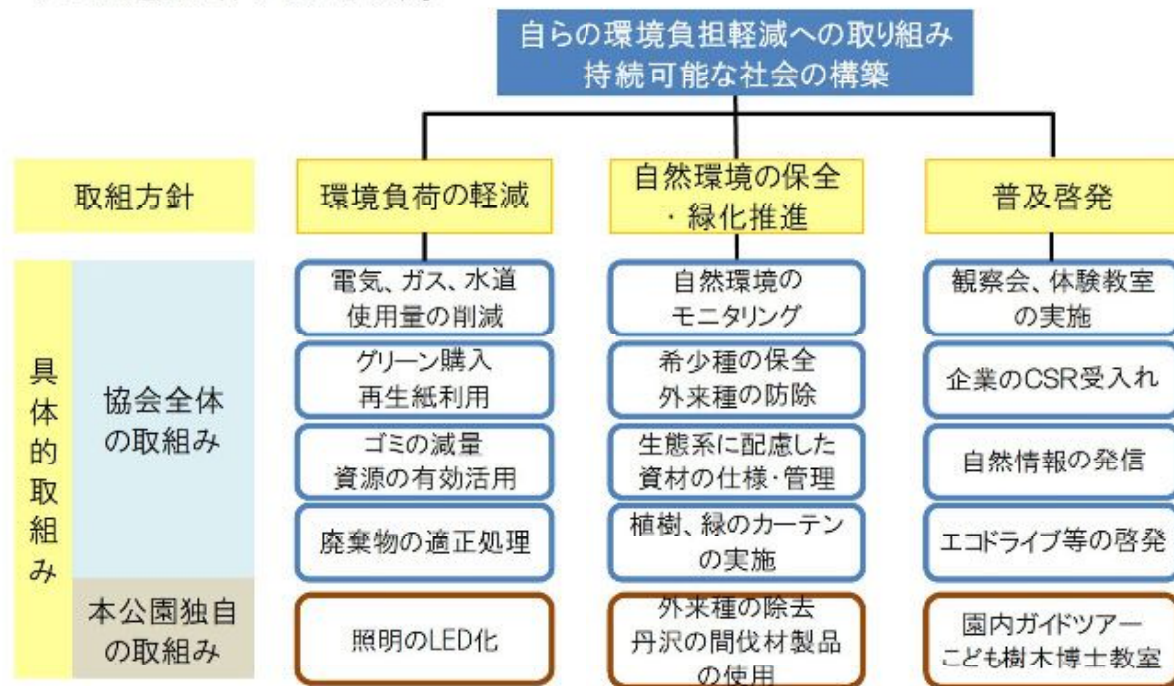 自らの環境負担軽減への取り組み
持続可能な社会の構築
取組方針
環境負荷の軽減
自然環境の保全
・緑化推進
普及啓発
具体的取組み
協会全体
の取組み
電気、ガス、水道
使用量の削減
自然環境の
モニタリング
観察会、体験教室
の実施
グリーン購入
再生紙利用
希少種の保全
外来種の防除
企業のCSR受入れ
ゴミの減量
資源の有効活用
生態系に配慮した
資材の仕様・管理
自然情報の発信
廃棄物の適正処理
植樹、緑のカーテン
の実施
エコドライブ等の啓発
本公園独自
の取組み
照明のLED化
外来種の除去
丹沢の間伐材製品
の使用
園内ガイドツアー
こども樹木博士教室